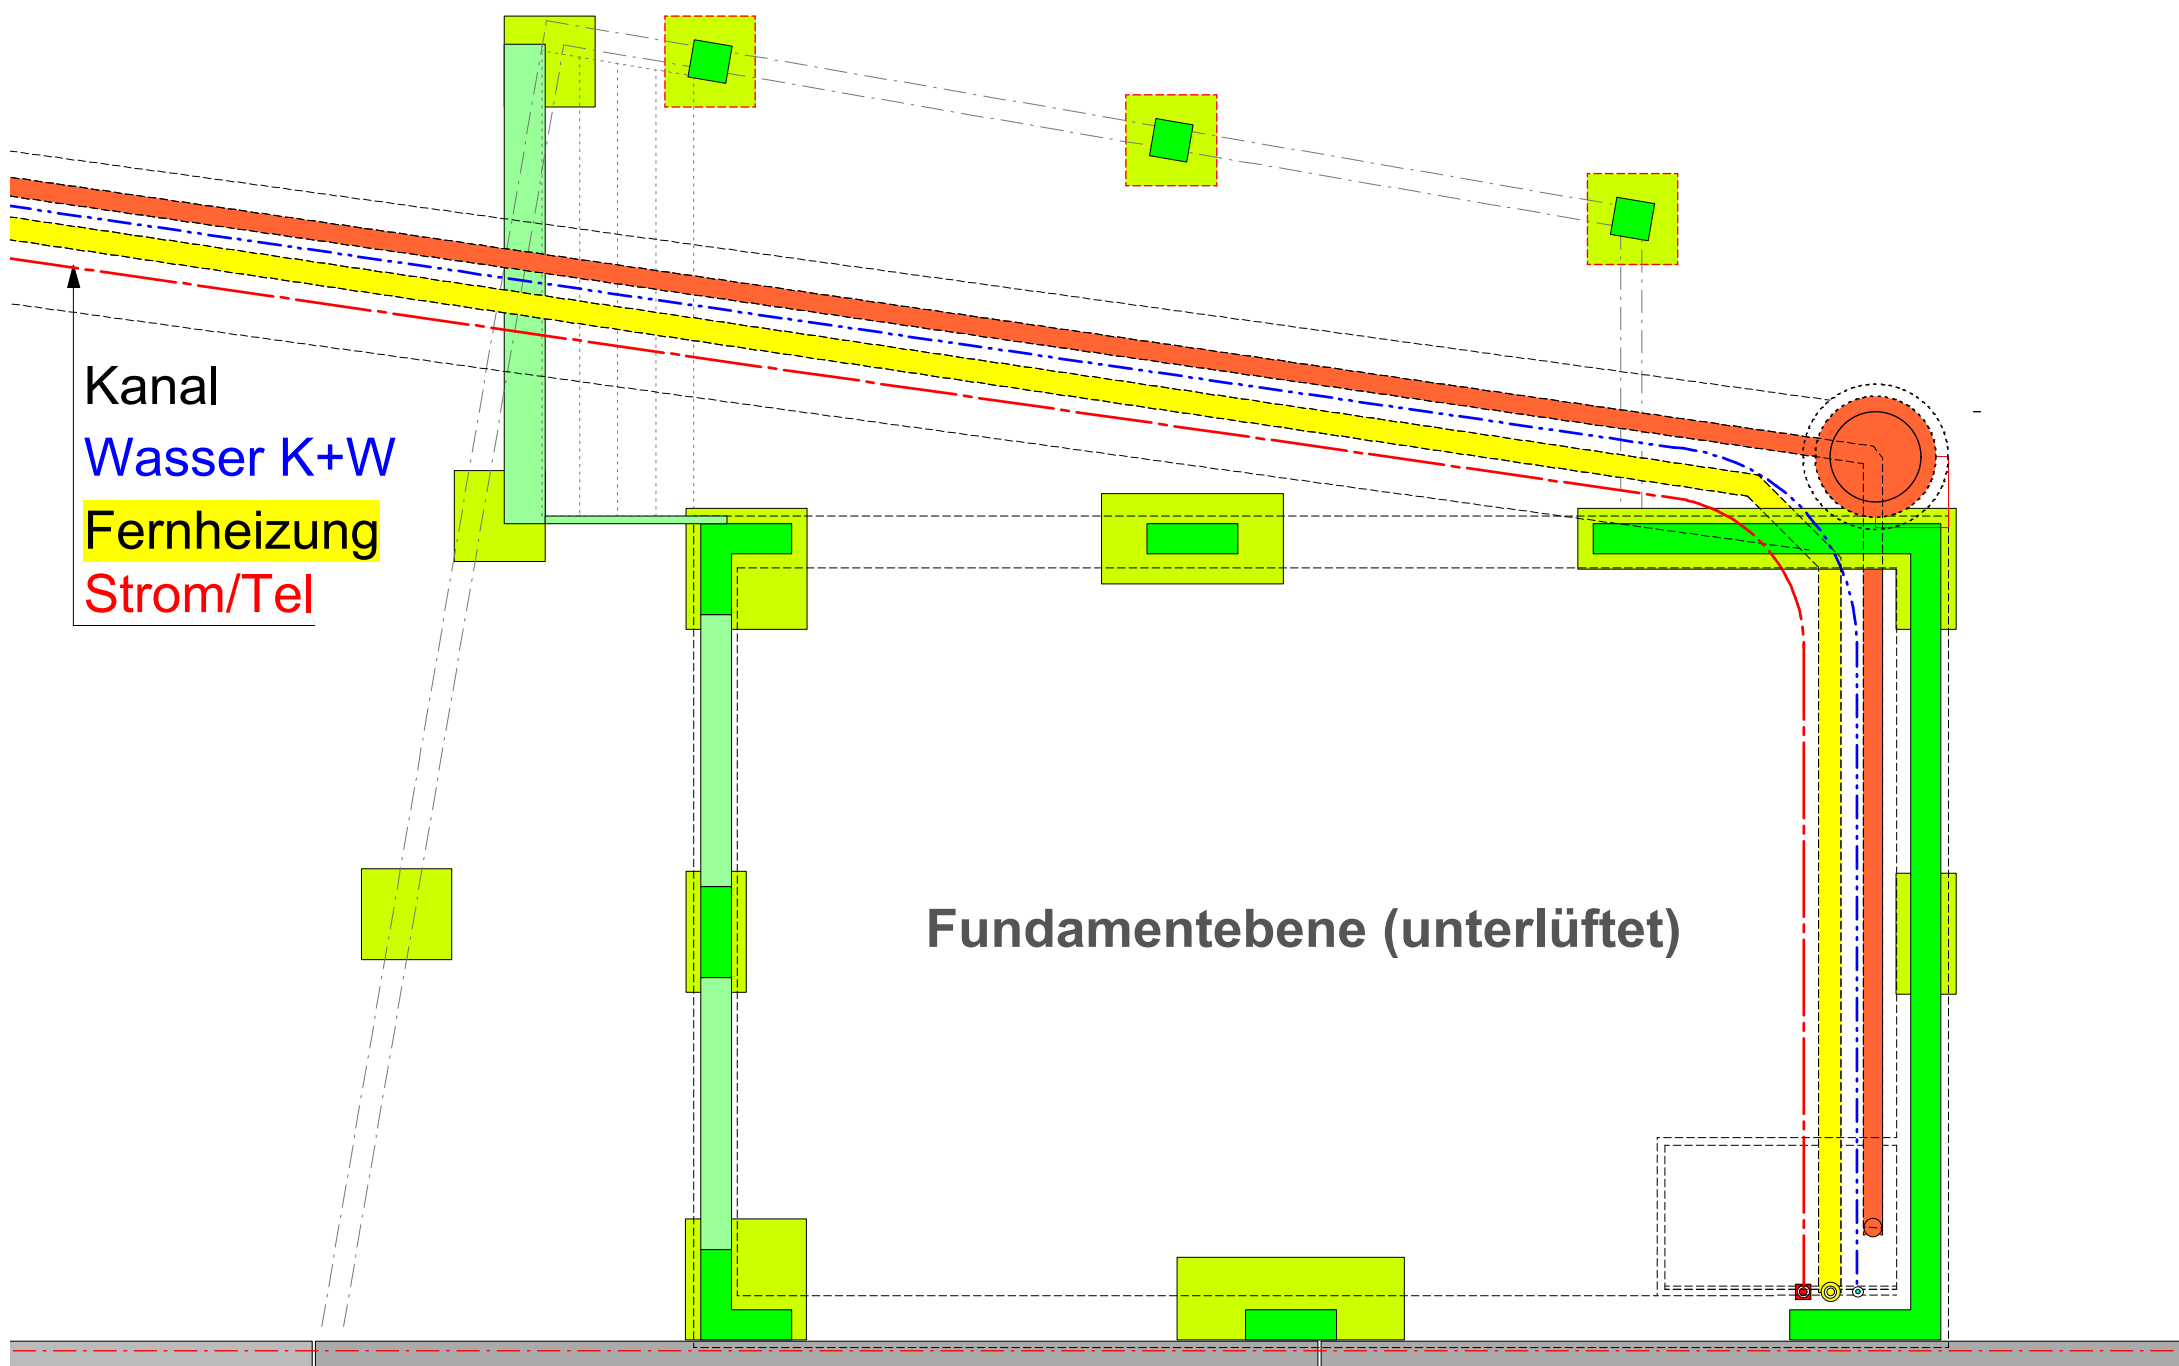 Kanal
Wasser K+W
Fernheizung
Strom/Tel
Fundamentebene (unterlüftet)